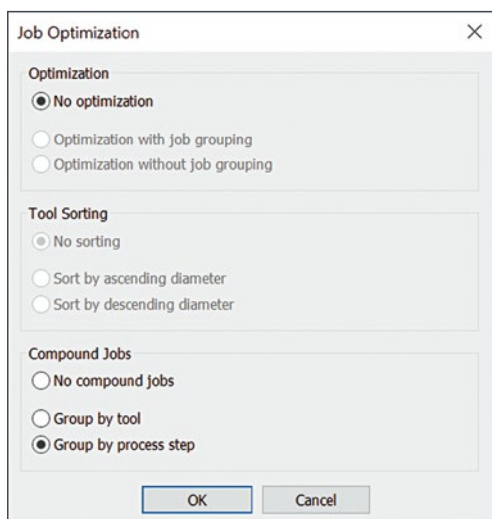 Job Optimization
Optimization
No optimization
Optimization with job grouping
Optimization without job grouping
Tool Sorting
No sorting
Sort by ascending diameter
Sort by descending diameter
Compound Jobs
No compound jobs
Group by tool
Group by process step
OK
Cancel